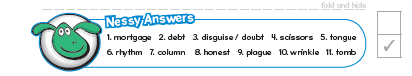 fold and hide
Nessy Answers
1. mortgage 2. debt 3. disguise / doubt 4. scissors 5. tongue
6. rhythm 7. column 8. honest 9. plague 10. wrinkle 11. tomb